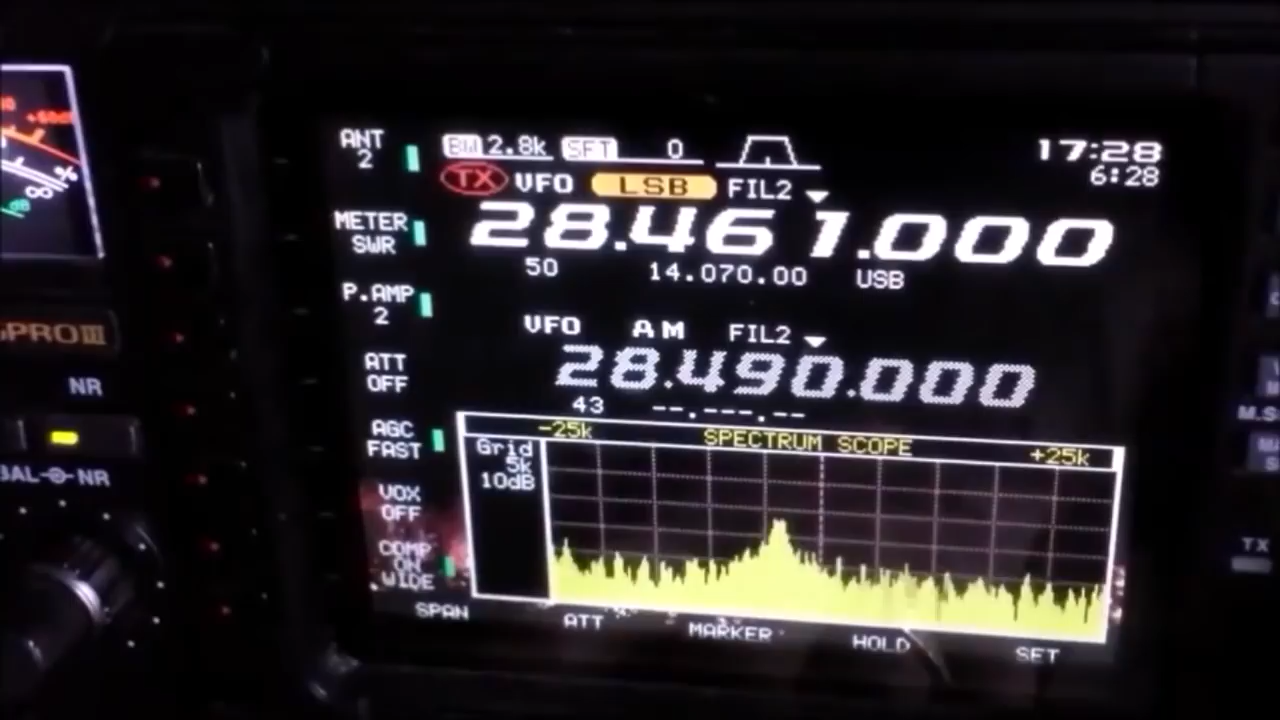 ANT
2
BW 2.8k SFT 0
17:28
6:28
TX VFO LSB FIL2
28.461.000
50 14.070.00 USB
METER
SWR
P.AMP
2
VFO AM FIL2
28.490.000
43 --.---.--
ATT
OFF
AGC
FAST
VOX
OFF
COMP
ON
WIDE
-25k SPECTRUM SCOPE +25k
Grid
5k
10dB
SPAN ATT MARKER HOLD SET
PROIII
NR
BAL NR
+60dB
%
∞
dB
M.S
TX